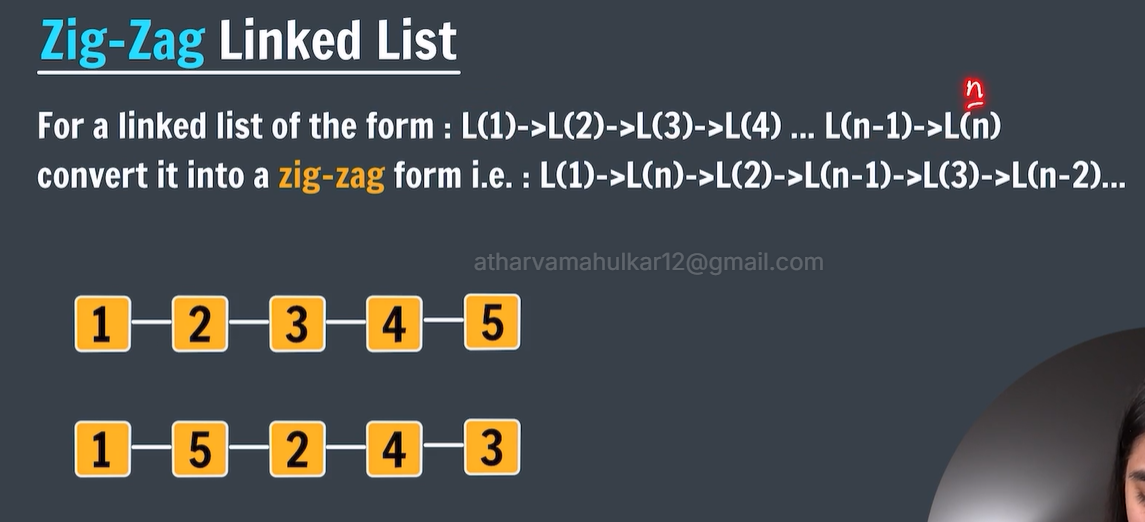 Zig-Zag Linked List
n
For a linked list of the form : L(1)->L(2)->L(3)->L(4) ... L(n-1)->L(n)
convert it into a zig-zag form i.e. : L(1)->L(n)->L(2)->L(n-1)->L(3)->L(n-2)...
atharvamahulkar12@gmail.com
1 2 3 4 5
1 5 2 4 3